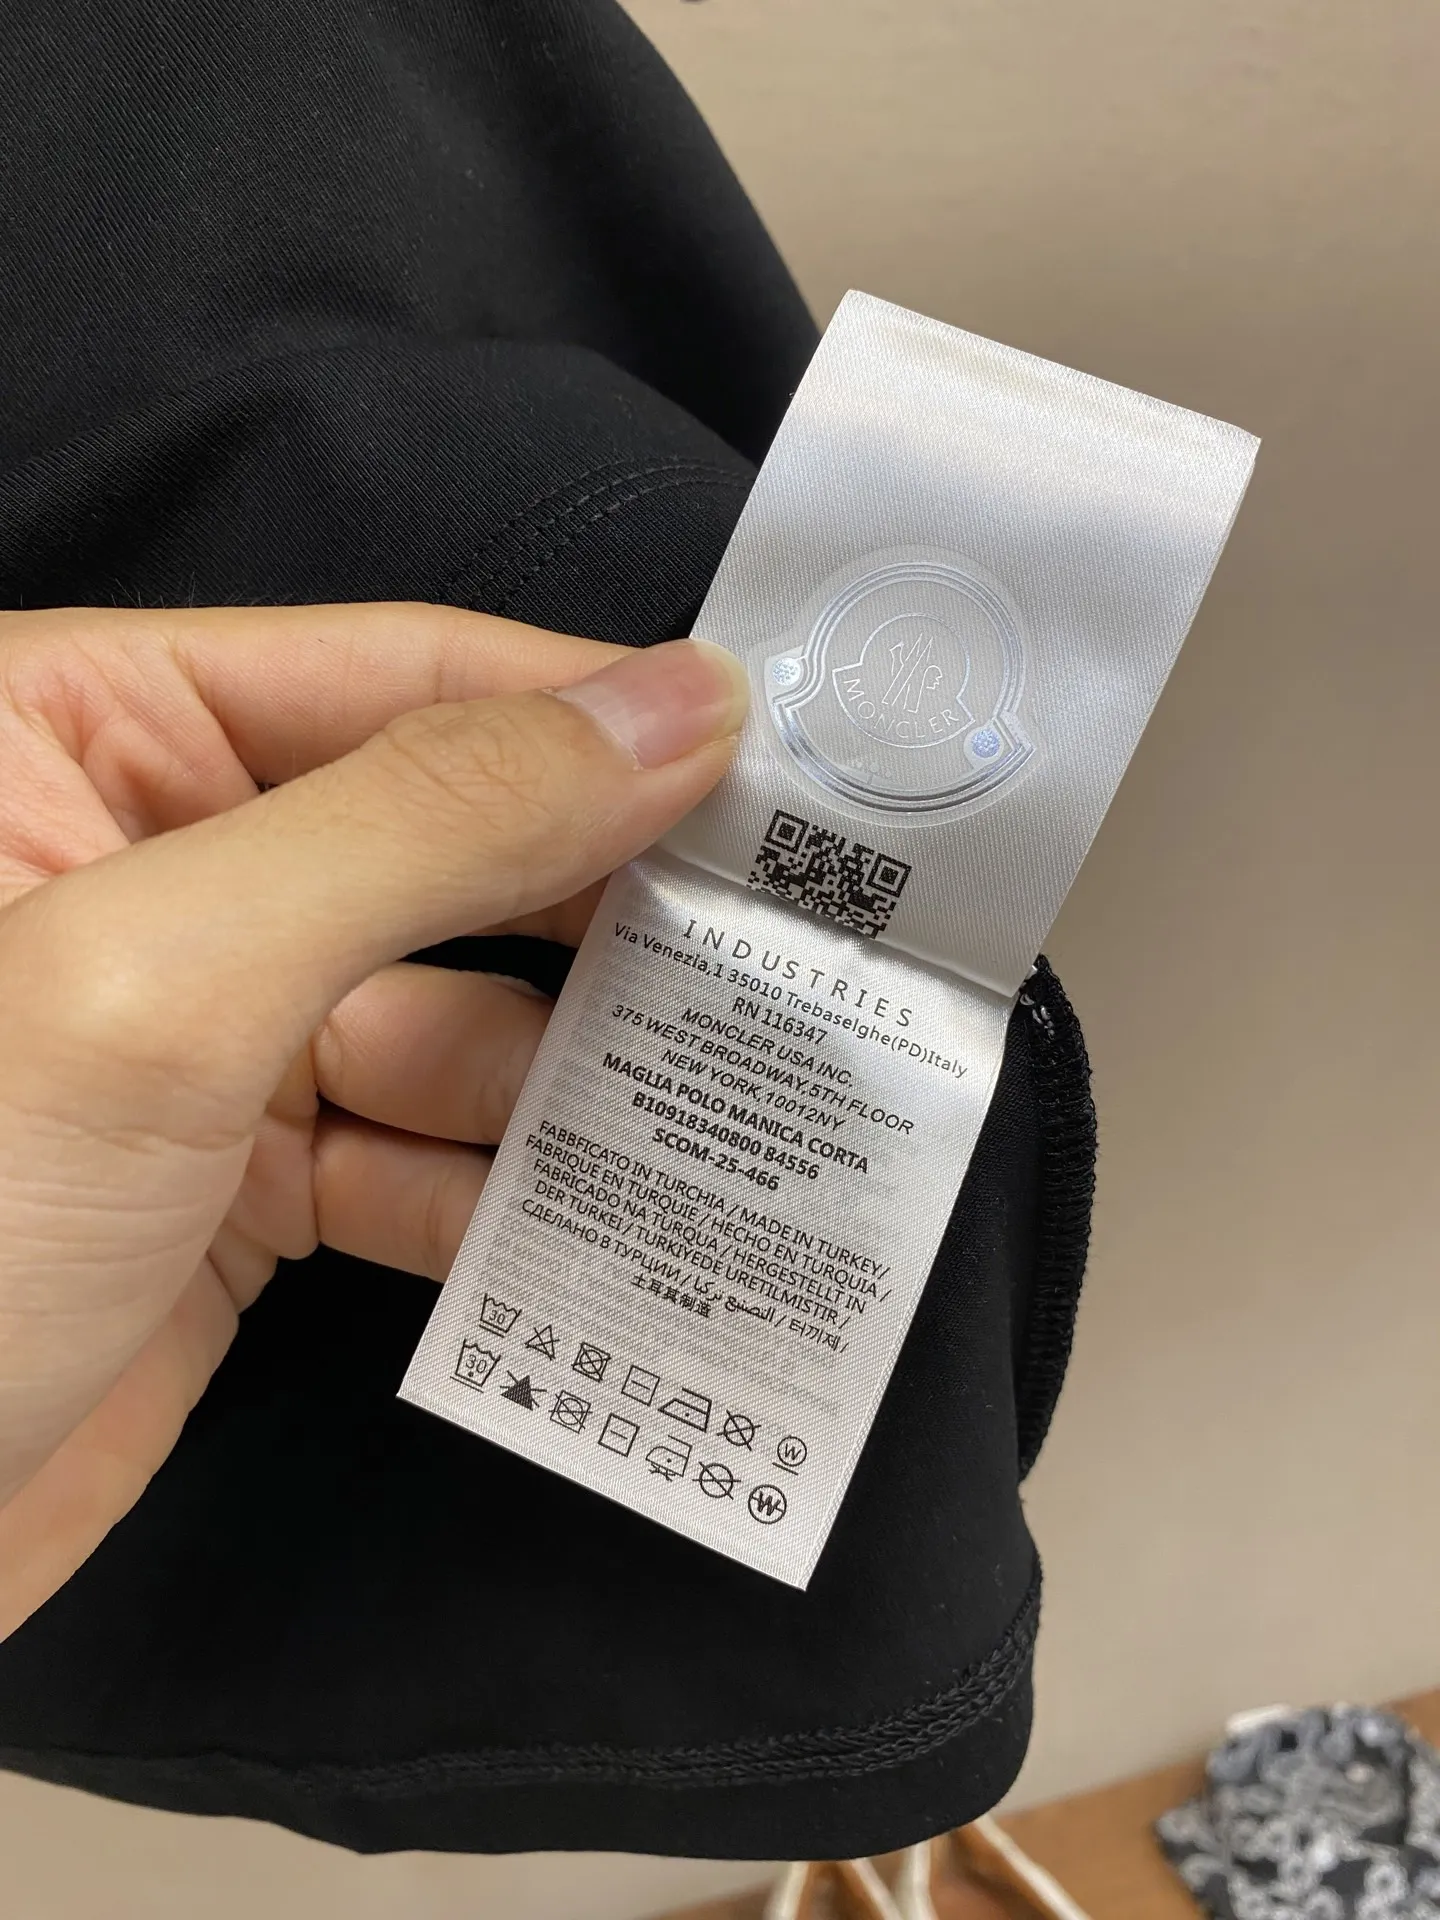 MONCLER
INDUSTRIES
Via Venezia,1 35010 Trebaselghe(PD)Italy
RN 116347
MONCLER USA INC.
375 WEST BROADWAY,5TH FLOOR
NEW YORK,10012NY
MAGLIA POLO MANICA CORTA
B10918340800 84556
SCOM-25-466
FABBFICATO IN TURCHIA / MADE IN TURKEY/
FABRIQUE EN TURQUIE / HECHO EN TURQUIA /
FABRICADO NA TURQUA / HERGESTELLT IN
DER TURKEI / TURKIYEDE URETILMISTIR /
СДЕЛАНО В ТУРЦИИ / التصنيع تركيا / 터키제 /
土耳其制造
30
W
30
W